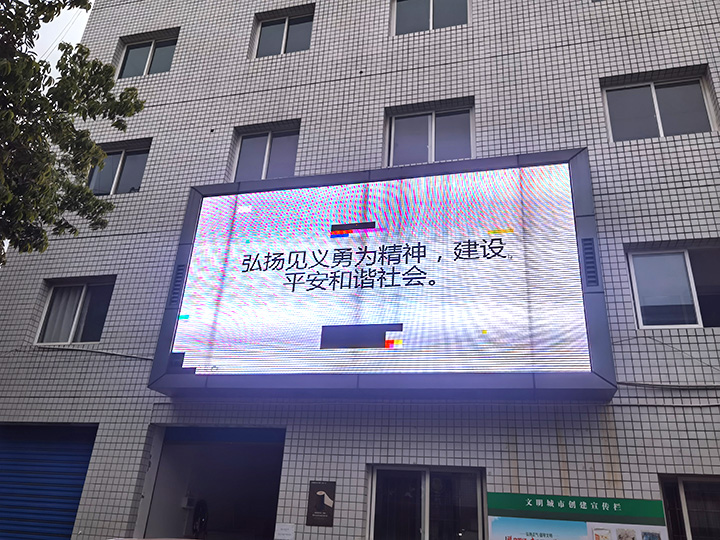 弘扬见义勇为精神，建设
平安和谐社会。
文明城市创建宣传栏